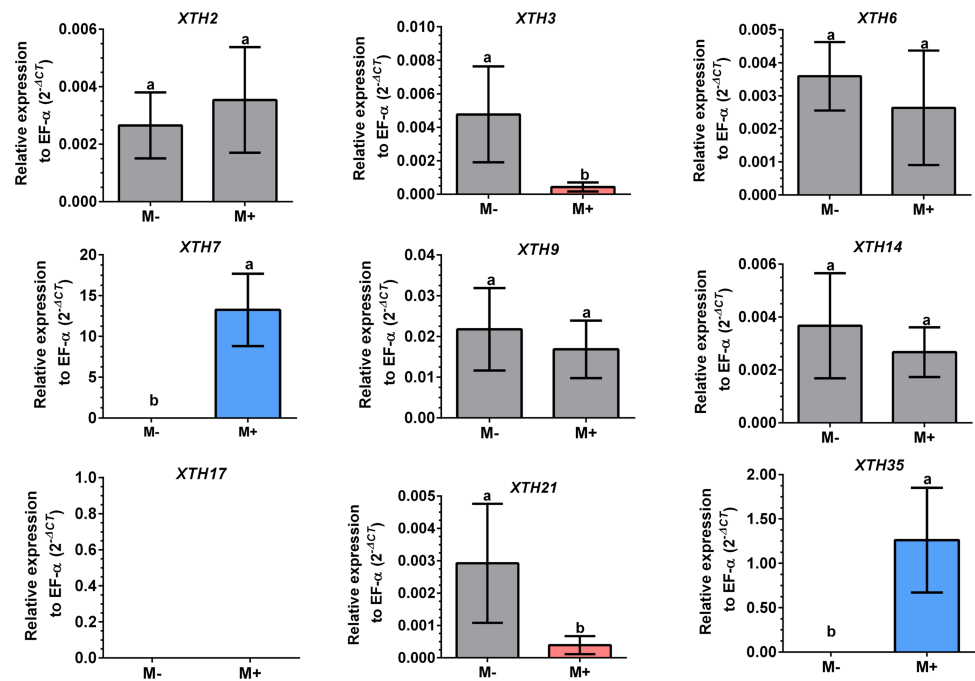 XTH2
Relative expression
to EF-α (2^-ΔCT)
0.006
0.004
0.002
0.000
a
a
M-
M+
XTH3
Relative expression
to EF-α (2^-ΔCT)
0.010
0.008
0.006
0.004
0.002
0.000
a
b
M-
M+
XTH6
Relative expression
to EF-α (2^-ΔCT)
0.005
0.004
0.003
0.002
0.001
0.000
a
a
M-
M+
XTH7
Relative expression
to EF-α (2^-ΔCT)
20
15
10
5
0
b
a
M-
M+
XTH9
Relative expression
to EF-α (2^-ΔCT)
0.04
0.03
0.02
0.01
0.00
a
a
M-
M+
XTH14
Relative expression
to EF-α (2^-ΔCT)
0.006
0.004
0.002
0.000
a
a
M-
M+
XTH17
Relative expression
to EF-α (2^-ΔCT)
1.0
0.8
0.6
0.4
0.2
0.0
M-
M+
XTH21
Relative expression
to EF-α (2^-ΔCT)
0.005
0.004
0.003
0.002
0.001
0.000
a
b
M-
M+
XTH35
Relative expression
to EF-α (2^-ΔCT)
2.00
1.50
1.00
0.50
0.00
b
a
M-
M+